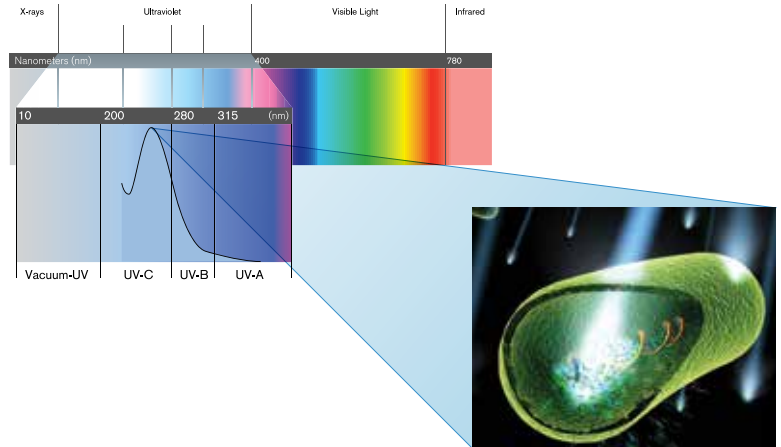 X-rays Ultraviolet Visible Light Infrared
Nanometers (nm) 400 780
10 200 280 315 (nm)
Vacuum-UV UV-C UV-B UV-A